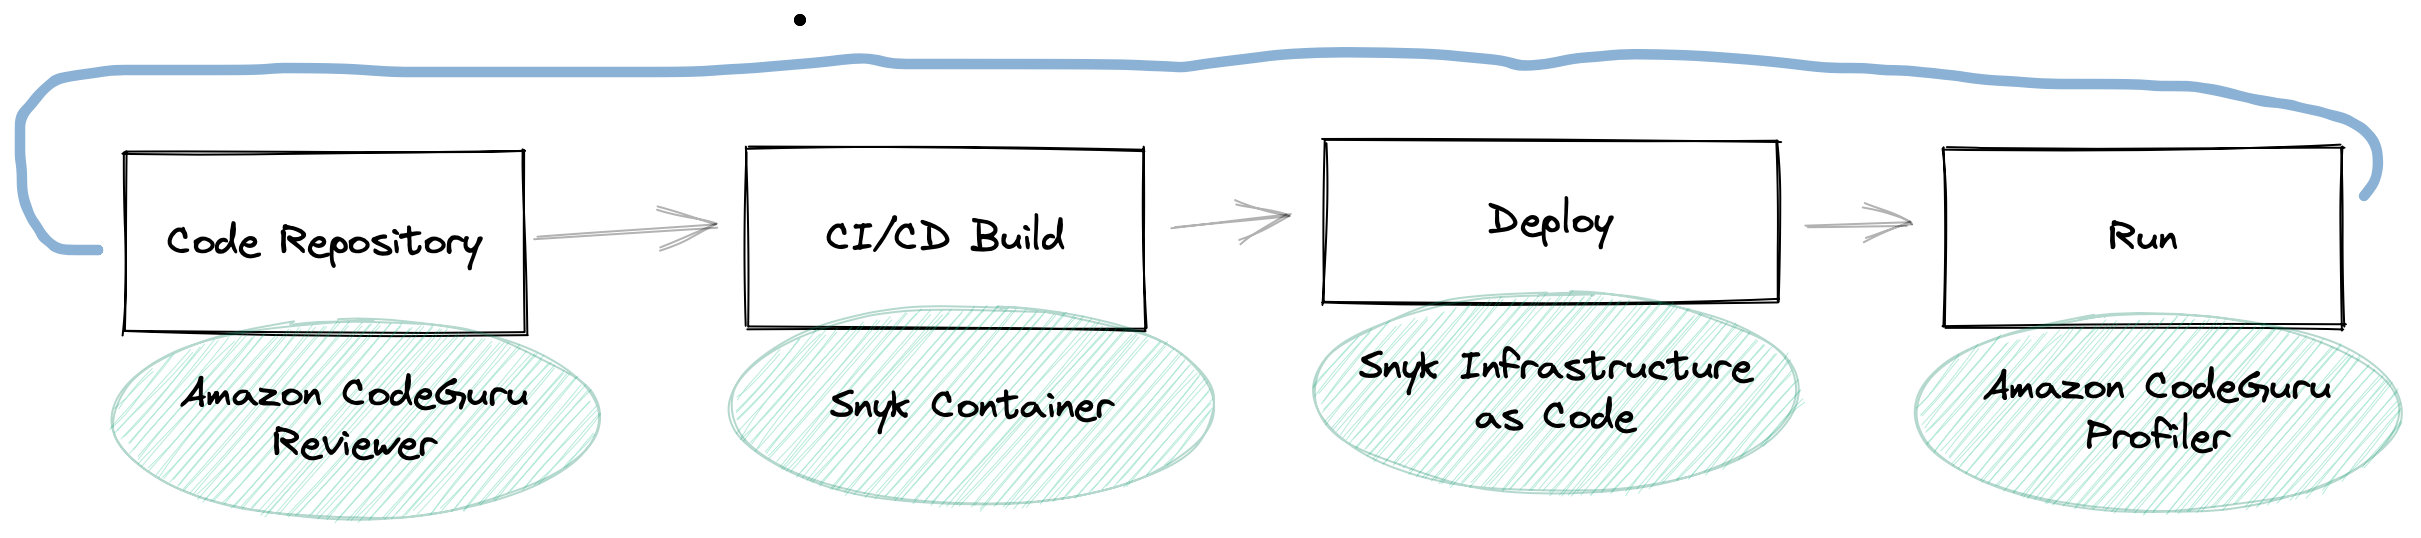 Code Repository
CI/CD Build
Deploy
Run
Amazon CodeGuru
Reviewer
Snyk Container
Snyk Infrastructure
as Code
Amazon CodeGuru
Profiler